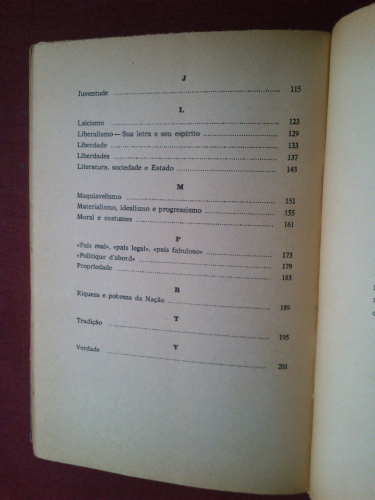 J
Juventude 115
L
Laicismo 123
Liberalismo — Sua letra e seu espírito 129
Liberdade 133
Liberdades 137
Literatura, sociedade e Estado 143
M
Maquiavelismo 151
Materialismo, idealismo e progressismo 155
Moral e costumes 161
P
«País real», «país legal», «país fabuloso» 173
«Politique d'abord» 179
Propriedade 183
R
Riqueza e pobreza da Nação 189
T
Tradição 195
V
Verdade 201